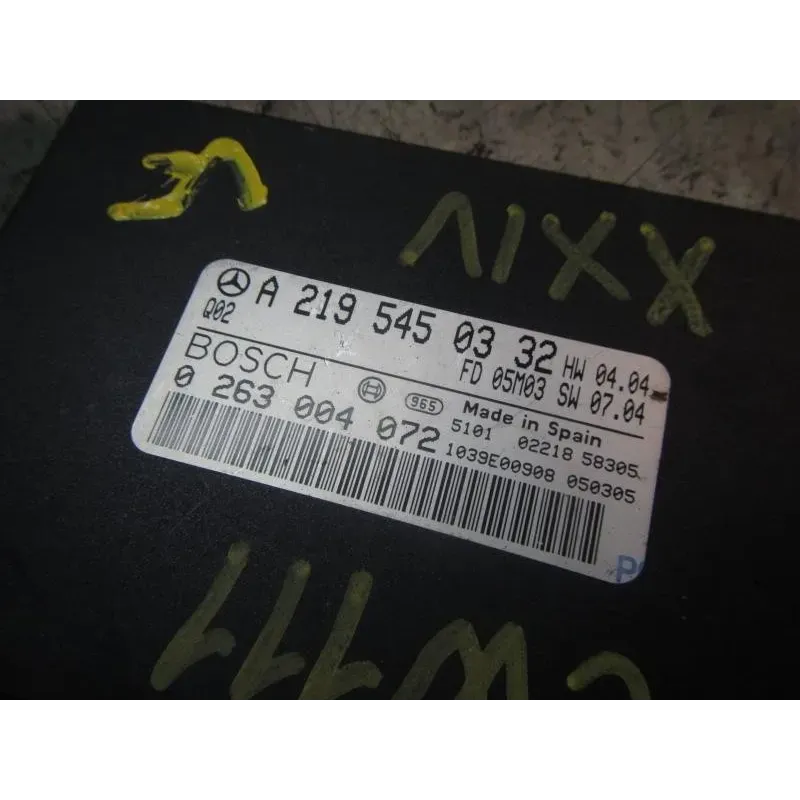 XXIV
A 219 545 03 32 HW 04.04
Q02 FD 05M03 SW 07.04
BOSCH 965 Made in Spain
0 263 004 072 5101 02218 58305
1039E00908 050305